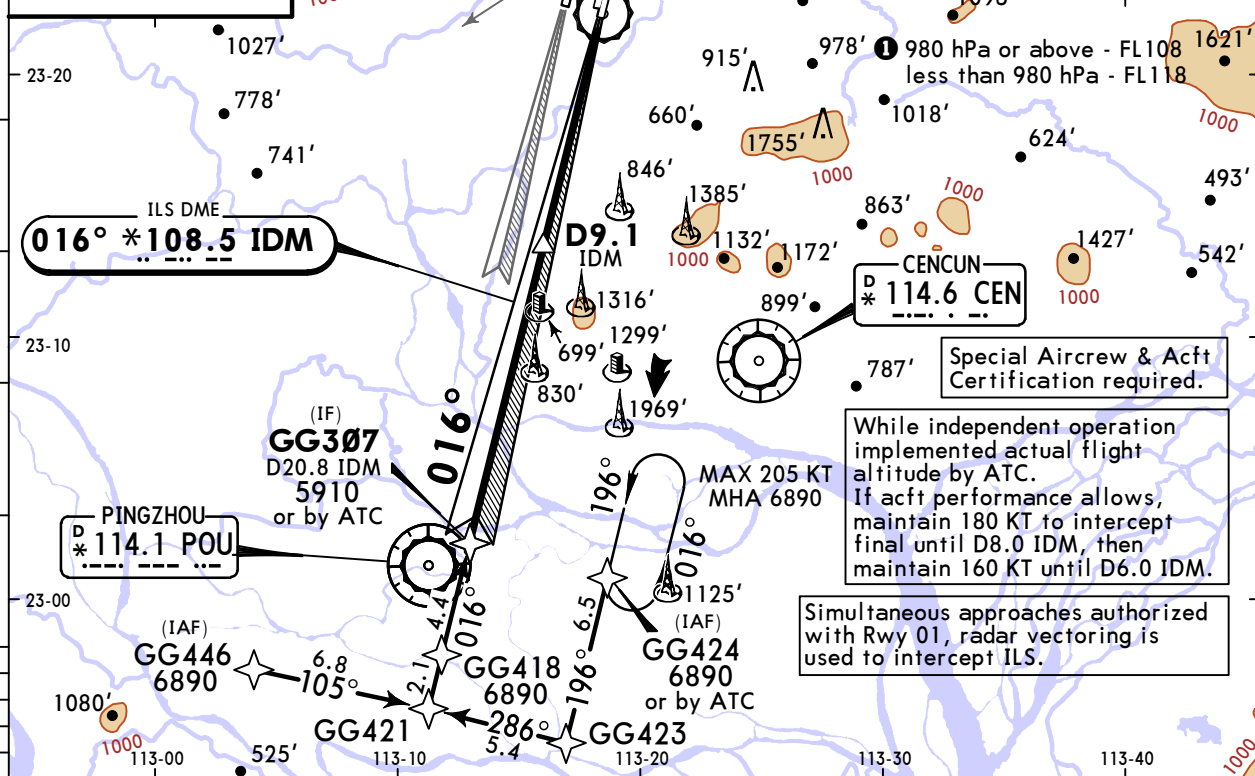 1027'
23-20
778'
741'
915'
978'
❶ 980 hPa or above - FL108
less than 980 hPa - FL118
1621'
1000
660'
1755'
1000
1018'
624'
493'
846'
1385'
1000
863'
1000
ILS DME
016° *108.5 IDM
D9.1
IDM
1132'
1172'
1427'
1000
542'
CENCUN
D
* 114.6 CEN
1316'
899'
699'
1299'
23-10
830'
1969'
787'
Special Aircrew & Acft
Certification required.
(IF)
GG307
D20.8 IDM
5910
or by ATC
016°
196°
016°
MAX 205 KT
MHA 6890
While independent operation
implemented actual flight
altitude by ATC.
If acft performance allows,
maintain 180 KT to intercept
final until D8.0 IDM, then
maintain 160 KT until D6.0 IDM.
PINGZHOU
D
* 114.1 POU
23-00
4.4
016°
6.5
1125'
Simultaneous approaches authorized
with Rwy 01, radar vectoring is
used to intercept ILS.
(IAF)
GG446
6890
6.8
105°
2.1
GG418
6890
196°
(IAF)
GG424
6890
or by ATC
1080'
1000
GG421
286°
5.4
GG423
525'
113-00
113-10
113-20
113-30
113-40
1000